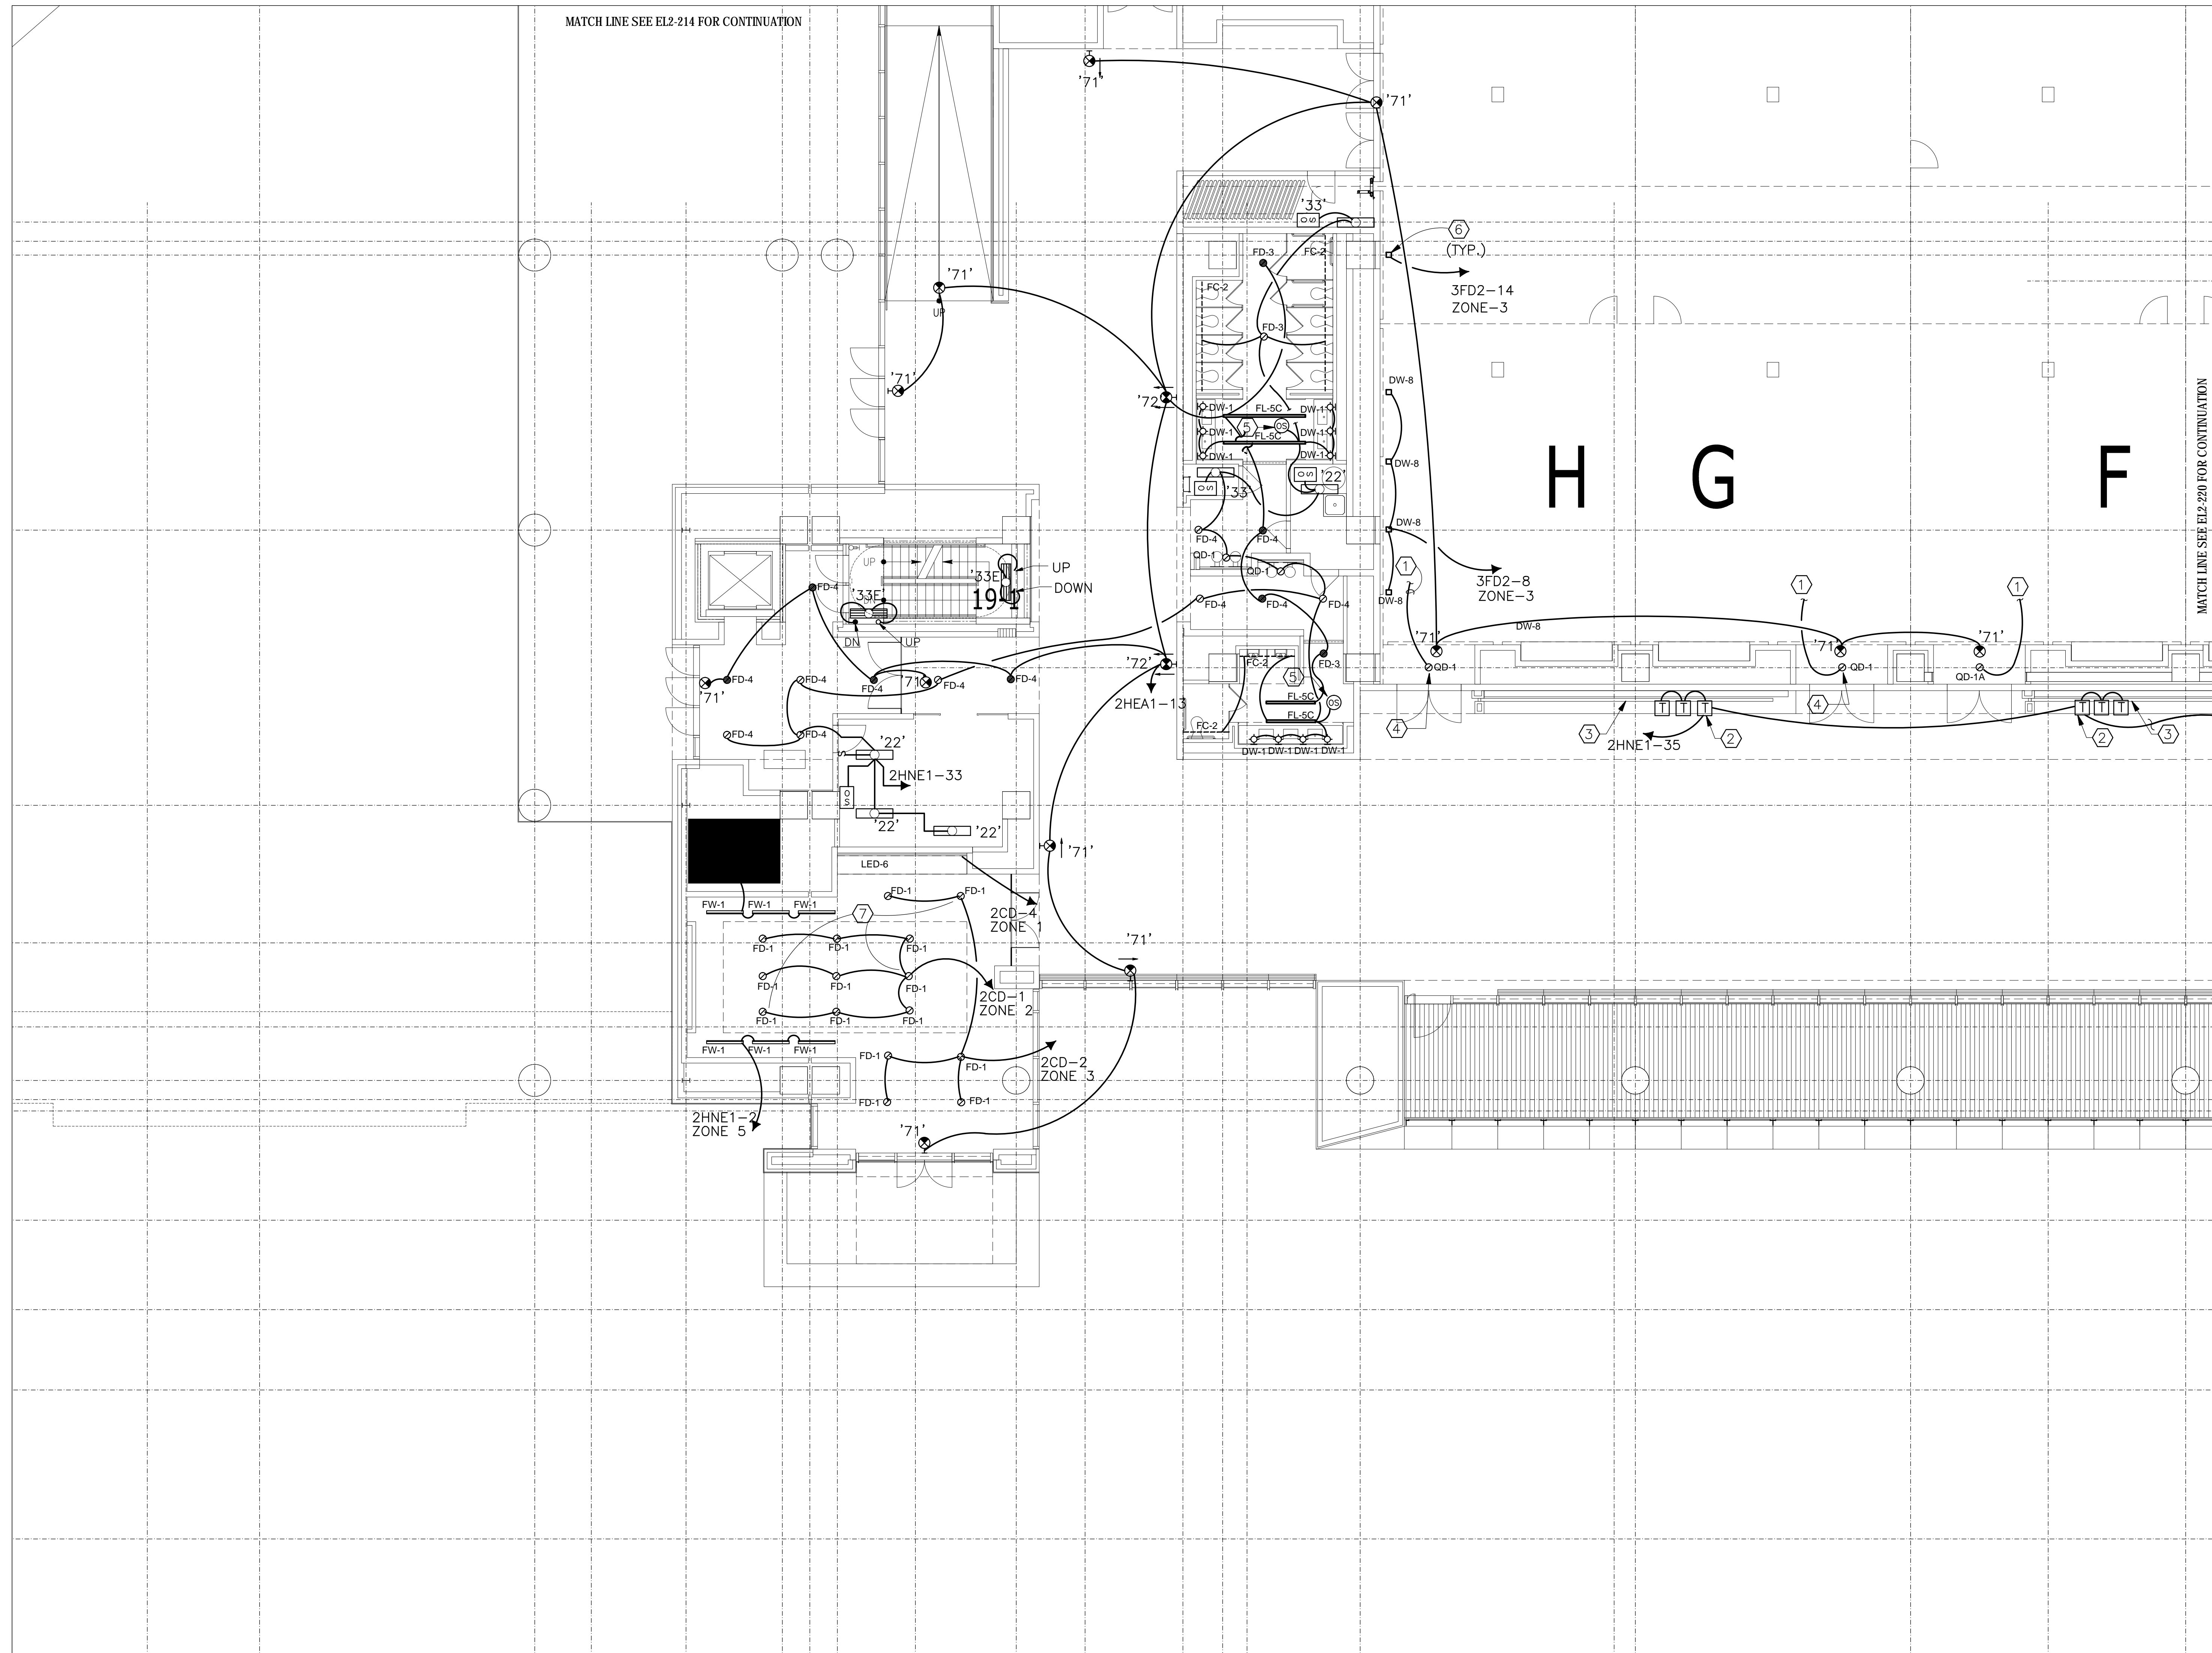 MATCH LINE SEE EL2-214 FOR CONTINUATION
'71'
'71'
'33'
OS
6
(TYP.)
FD-3
FC-2
3FD2-14
ZONE-3
'71'
FC-2
UP
FD-3
'71'
DW-8
MATCH LINE SEE EL2-220 FOR CONTINUATION
'72'
DW-1
FL-5C
DW-1
5
OS
DW-1
FL-5C
DW-1
DW-1
DW-1
DW-8
H
G
F
OS
'33'
OS
'22'
FD-4
FD-4
DW-8
UP
QD-1
QD-1
1
UP
'33E'
DOWN
3FD2-8
ZONE-3
1
1
FD-4
'33E'
DN
19-1
FD-4
FD-4
FD-4
DW-8
DW-8
DN
UP
'71'
'71'
'71'
'72'
FC-2
FD-3
QD-1
QD-1
QD-1A
FD-4
FD-4
FD-4
'71'
FD-4
FD-4
5
'71'
2HEA1-13
FL-5C
OS
FL-5C
4
4
T
T
T
T
T
T
3
2HNE1-35
2
2
3
FC-2
DW-1
DW-1
DW-1
DW-1
FD-4
FD-4
'22'
S
2HNE1-33
OS
'22'
'22'
'71'
LED-6
FD-1
FD-1
FW-1
FW-1
FW-1
7
2CD-4
ZONE 1
FD-1
FD-1
FD-1
'71'
FD-1
FD-1
FD-1
2CD-1
ZONE 2
FD-1
FD-1
FD-1
FW-1
FW-1
FW-1
FD-1
FD-1
2CD-2
ZONE 3
FD-1
FD-1
2HNE1-2
ZONE 5
'71'